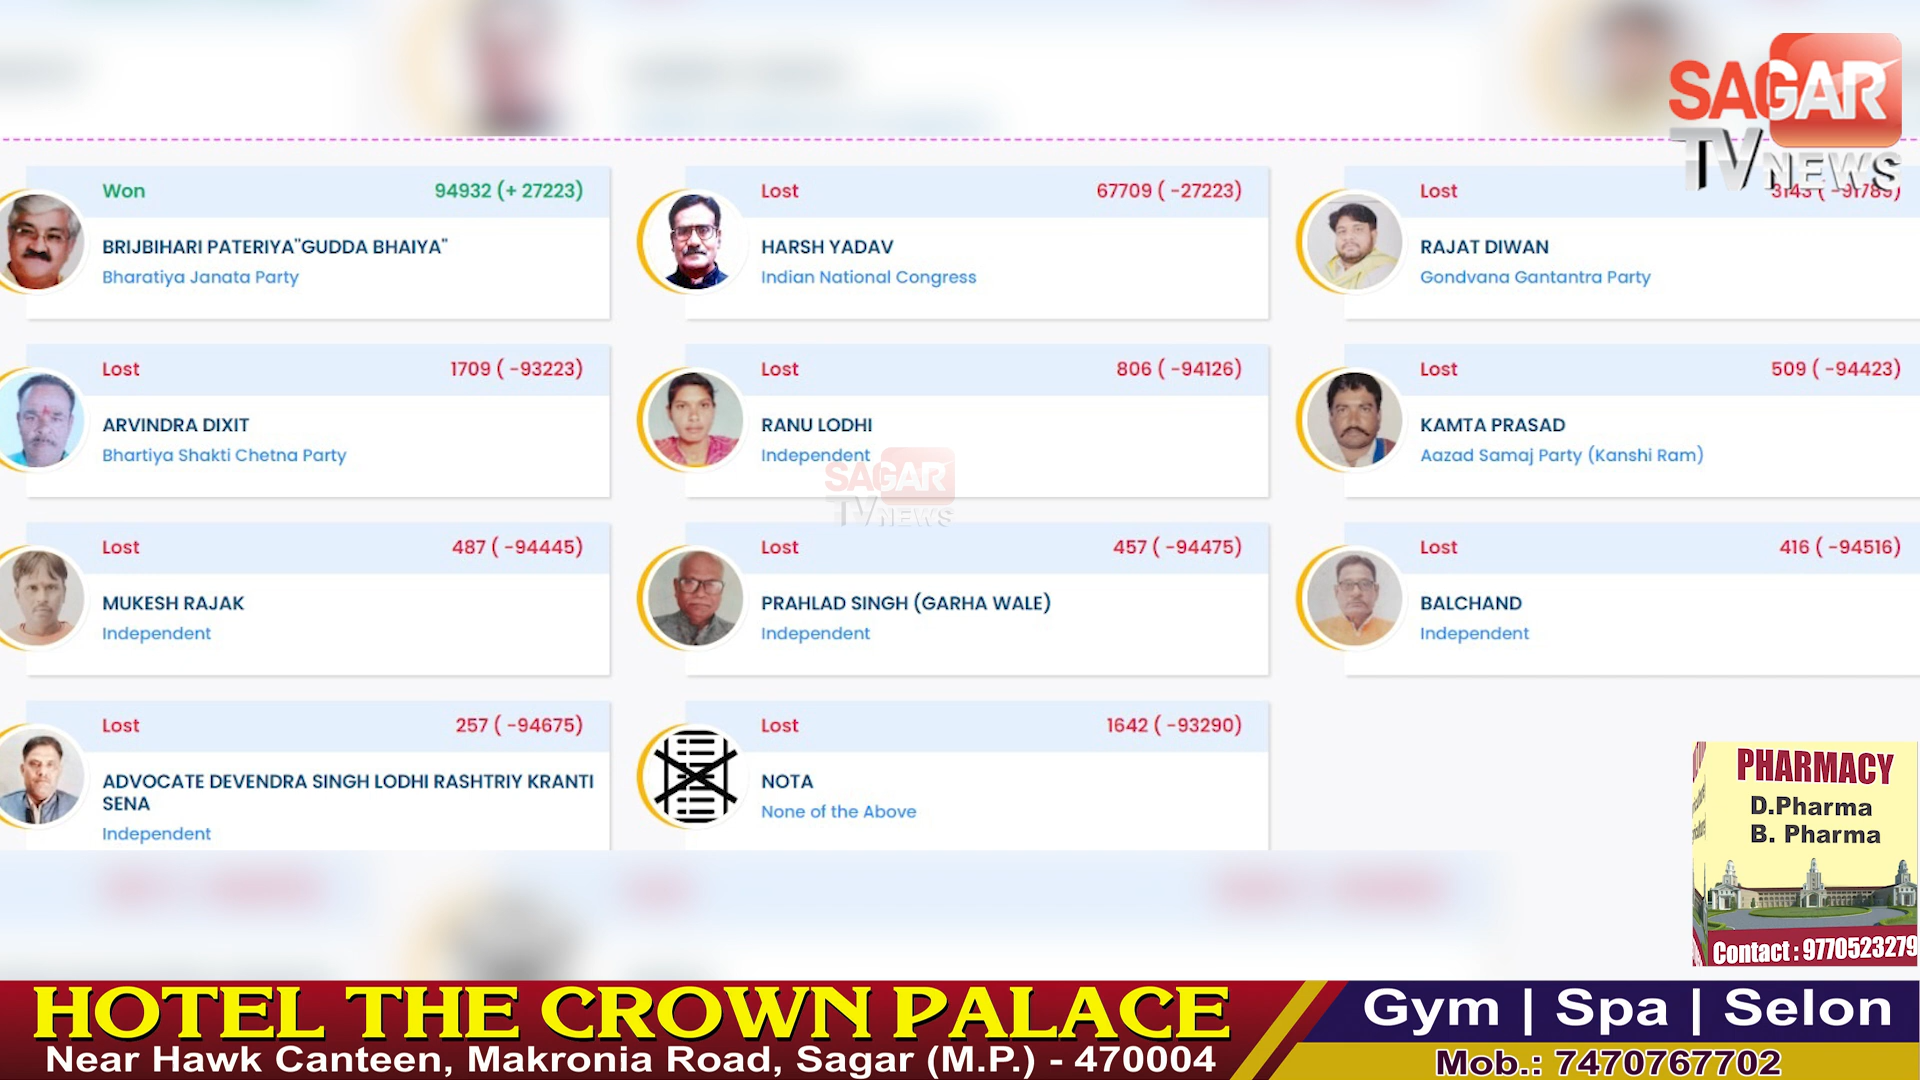 SAGAR
TV NEWS
Won 94932 (+ 27223)
BRIJBIHARI PATERIYA"GUDDA BHAIYA"
Bharatiya Janata Party
Lost 67709 ( -27223)
HARSH YADAV
Indian National Congress
Lost 3143 ( -91789)
RAJAT DIWAN
Gondvana Gantantra Party
Lost 1709 ( -93223)
ARVINDRA DIXIT
Bhartiya Shakti Chetna Party
Lost 806 ( -94126)
RANU LODHI
Independent
Lost 509 ( -94423)
KAMTA PRASAD
Aazad Samaj Party (Kanshi Ram)
SAGAR
TV NEWS
Lost 487 ( -94445)
MUKESH RAJAK
Independent
Lost 457 ( -94475)
PRAHLAD SINGH (GARHA WALE)
Independent
Lost 416 ( -94516)
BALCHAND
Independent
Lost 257 ( -94675)
ADVOCATE DEVENDRA SINGH LODHI RASHTRIY KRANTI
SENA
Independent
Lost 1642 ( -93290)
NOTA
None of the Above
PHARMACY
D.Pharma
B. Pharma
Contact : 9770523279
HOTEL THE CROWN PALACE
Near Hawk Canteen, Makronia Road, Sagar (M.P.) - 470004
Gym | Spa | Selon
Mob.: 7470767702